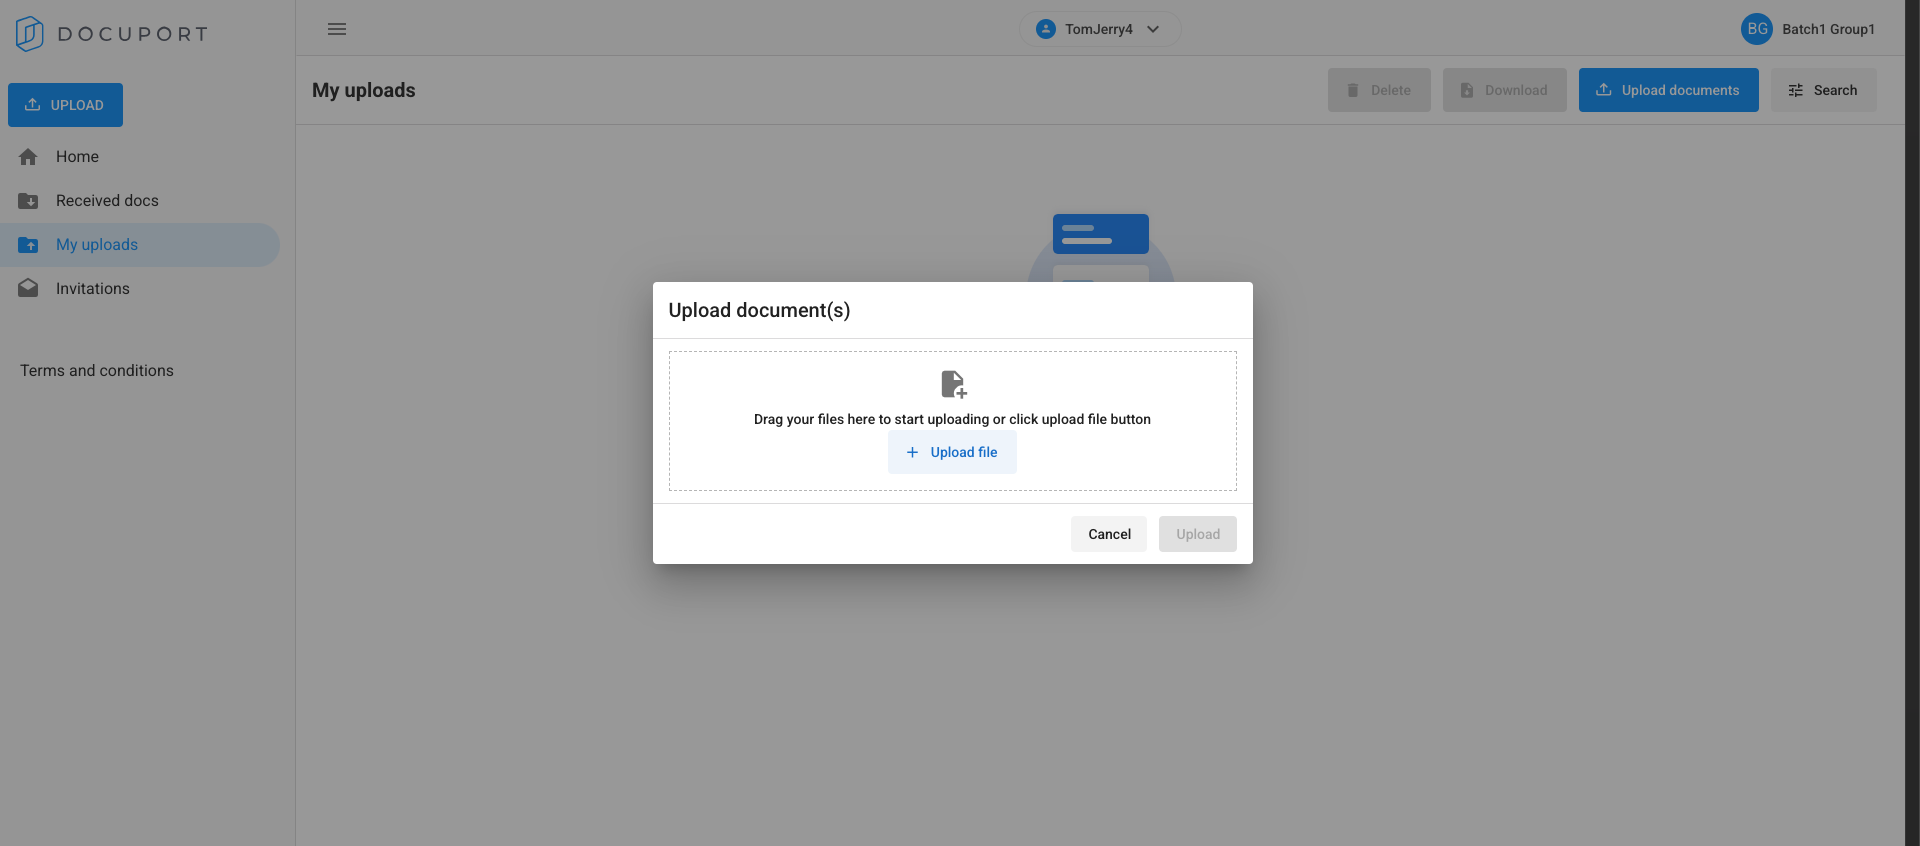 DOCUPORT
TomJerry4
BG Batch1 Group1
UPLOAD
My uploads
Delete
Download
Upload documents
Search
Home
Received docs
My uploads
Invitations
Terms and conditions
Upload document(s)
Drag your files here to start uploading or click upload file button
Upload file
Cancel
Upload